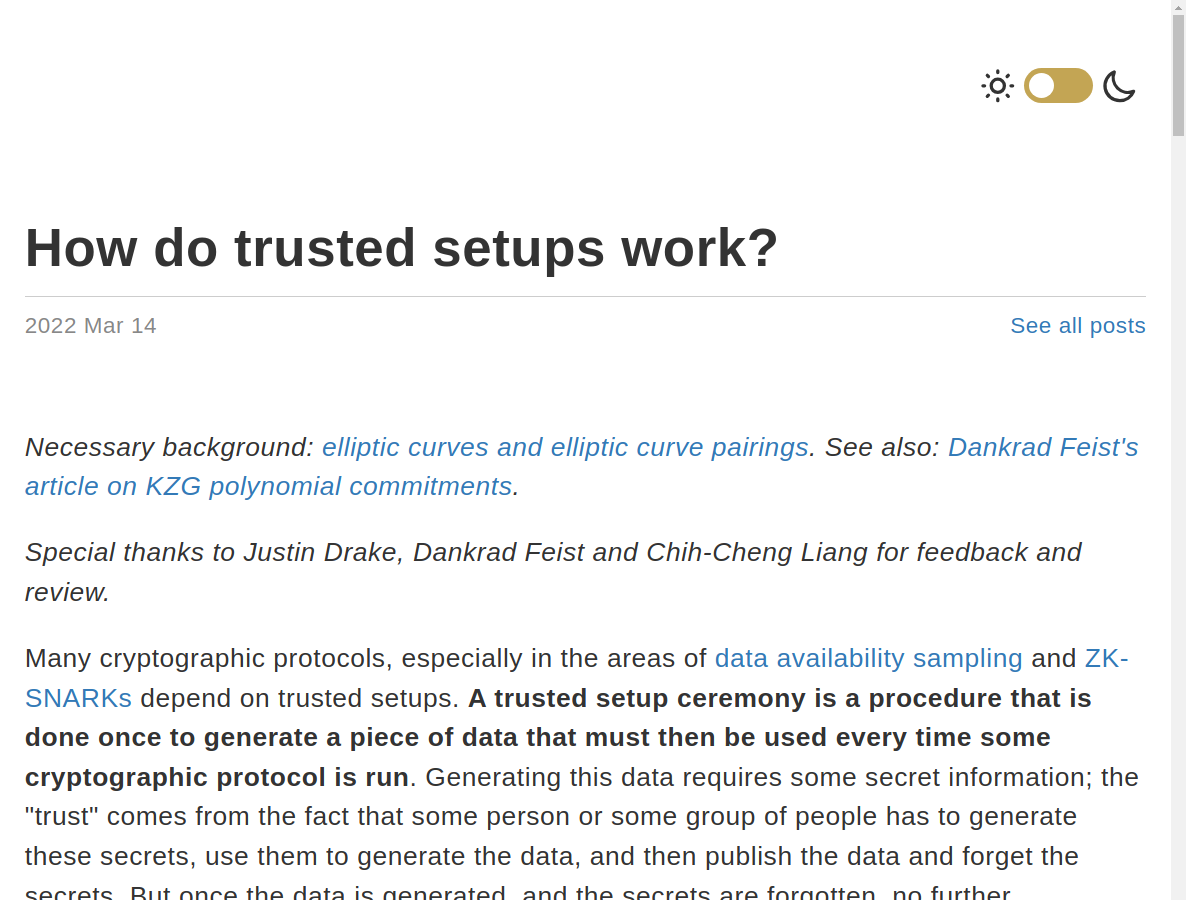 How do trusted setups work?
2022 Mar 14 See all posts
Necessary background: elliptic curves and elliptic curve pairings. See also: Dankrad Feist's
article on KZG polynomial commitments.
Special thanks to Justin Drake, Dankrad Feist and Chih-Cheng Liang for feedback and
review.
Many cryptographic protocols, especially in the areas of data availability sampling and ZK-
SNARKs depend on trusted setups. A trusted setup ceremony is a procedure that is
done once to generate a piece of data that must then be used every time some
cryptographic protocol is run. Generating this data requires some secret information; the
"trust" comes from the fact that some person or some group of people has to generate
these secrets, use them to generate the data, and then publish the data and forget the
secrets. But once the data is generated, and the secrets are forgotten, no further